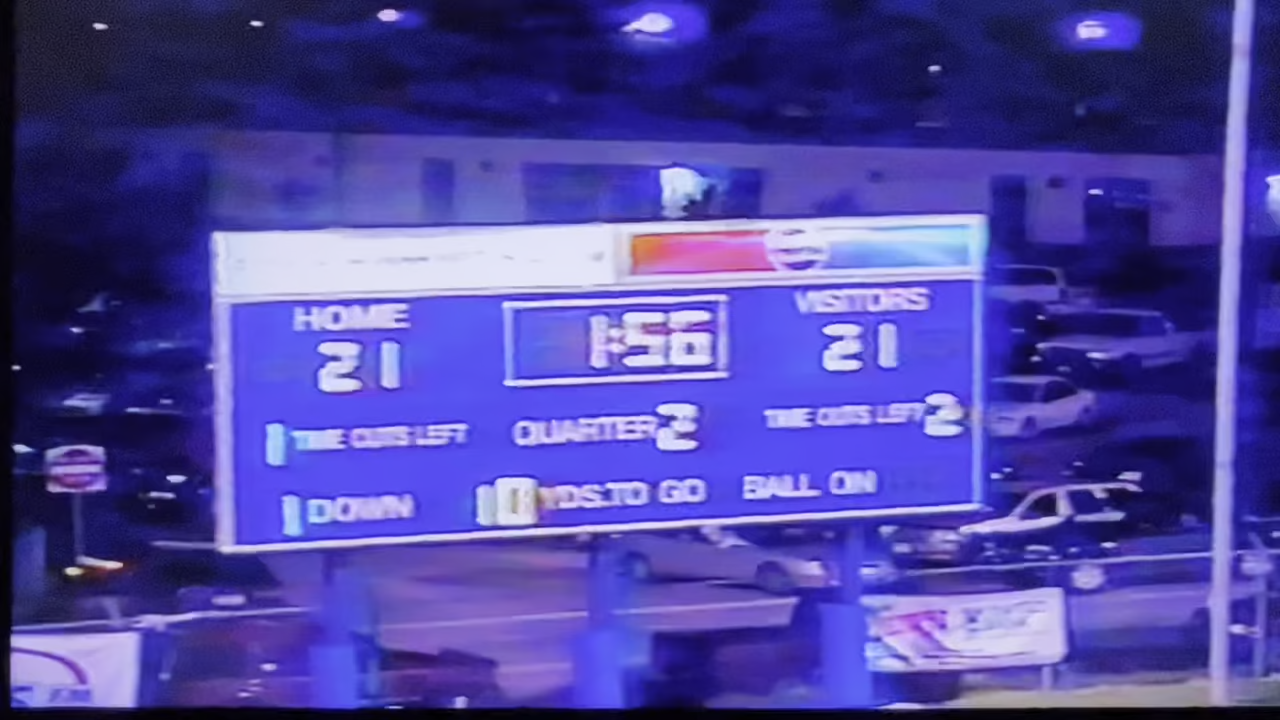 HOME
21
1:56
VISITORS
21
1 TIME OUTS LEFT
QUARTER 2
TIME OUTS LEFT 2
1 DOWN
10 YDS. TO GO
BALL ON
FM